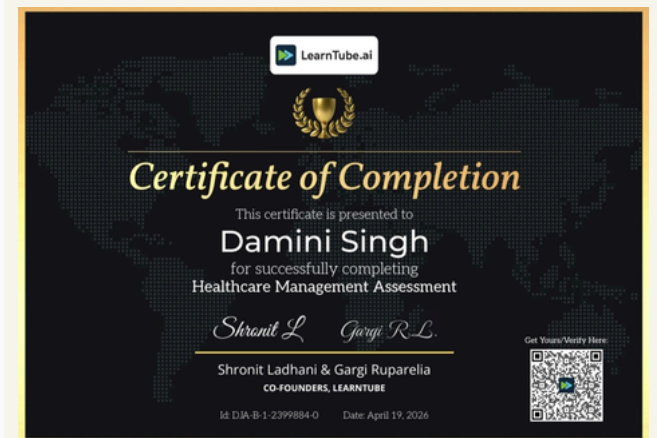 LearnTube.ai
Certificate of Completion
This certificate is presented to
Damini Singh
for successfully completing
Healthcare Management Assessment
Shronit L Gargi R.L.
Shronit Ladhani & Gargi Ruparelia
CO-FOUNDERS, LEARNTUBE
Get Yours/Verify Here:
Id: DJA-B-1-2399884-0 Date: April 19, 2026